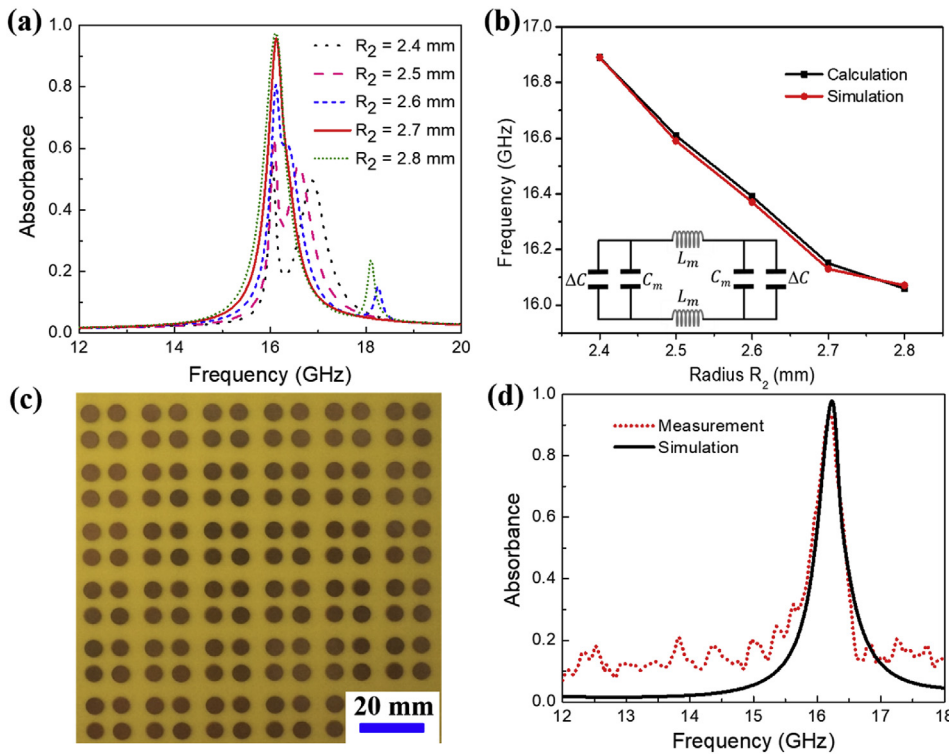 (a)
1.0
0.8
0.6
0.4
0.2
0.0
Absorbance
R2 = 2.4 mm
R2 = 2.5 mm
R2 = 2.6 mm
R2 = 2.7 mm
R2 = 2.8 mm
12 14 16 18 20
Frequency (GHz)
(b)
17.0
16.8
16.6
16.4
16.2
16.0
Frequency (GHz)
Calculation
Simulation
Lm
ΔC Cm Cm ΔC
Lm
2.4 2.5 2.6 2.7 2.8
Radius R2 (mm)
(c)
20 mm
(d)
1.0
0.8
0.6
0.4
0.2
0.0
Absorbance
Measurement
Simulation
12 13 14 15 16 17 18
Frequency (GHz)